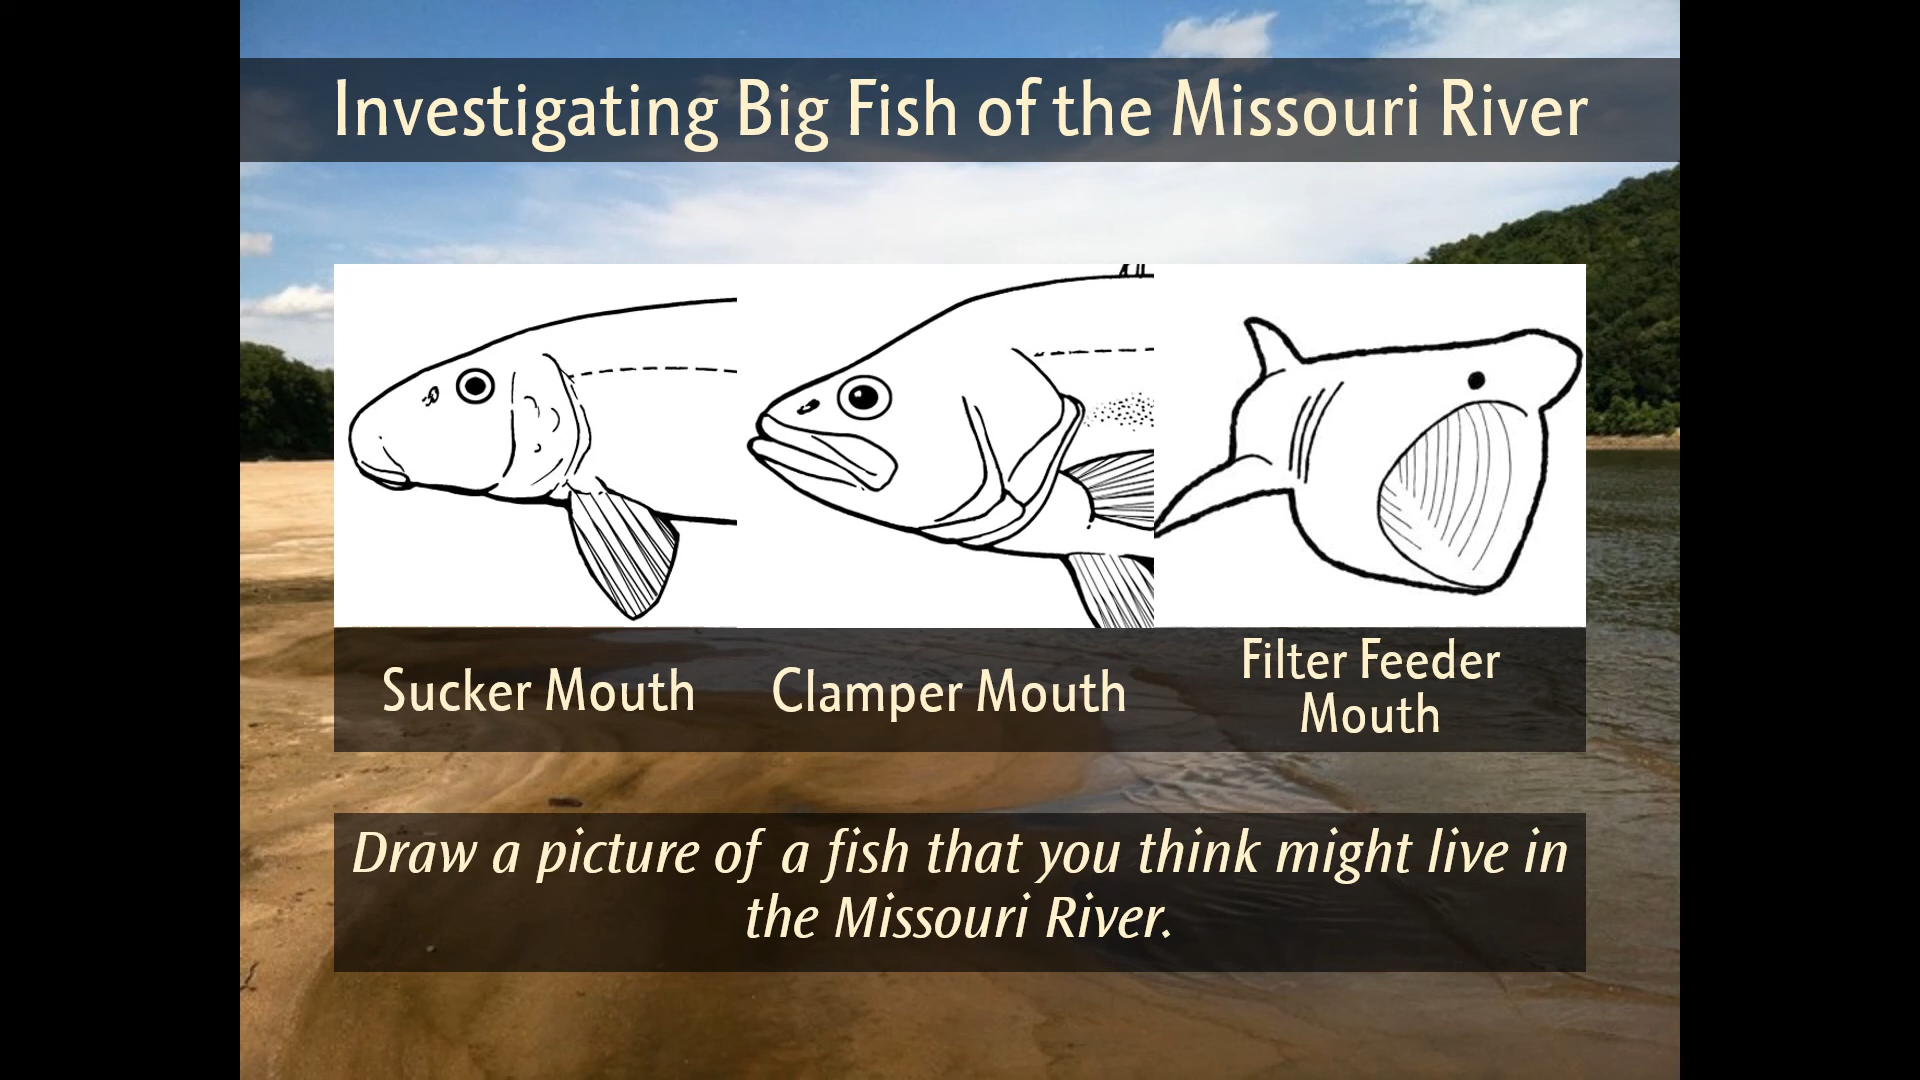 Investigating Big Fish of the Missouri River
Sucker Mouth
Clamper Mouth
Filter Feeder
Mouth
Draw a picture of a fish that you think might live in
the Missouri River.